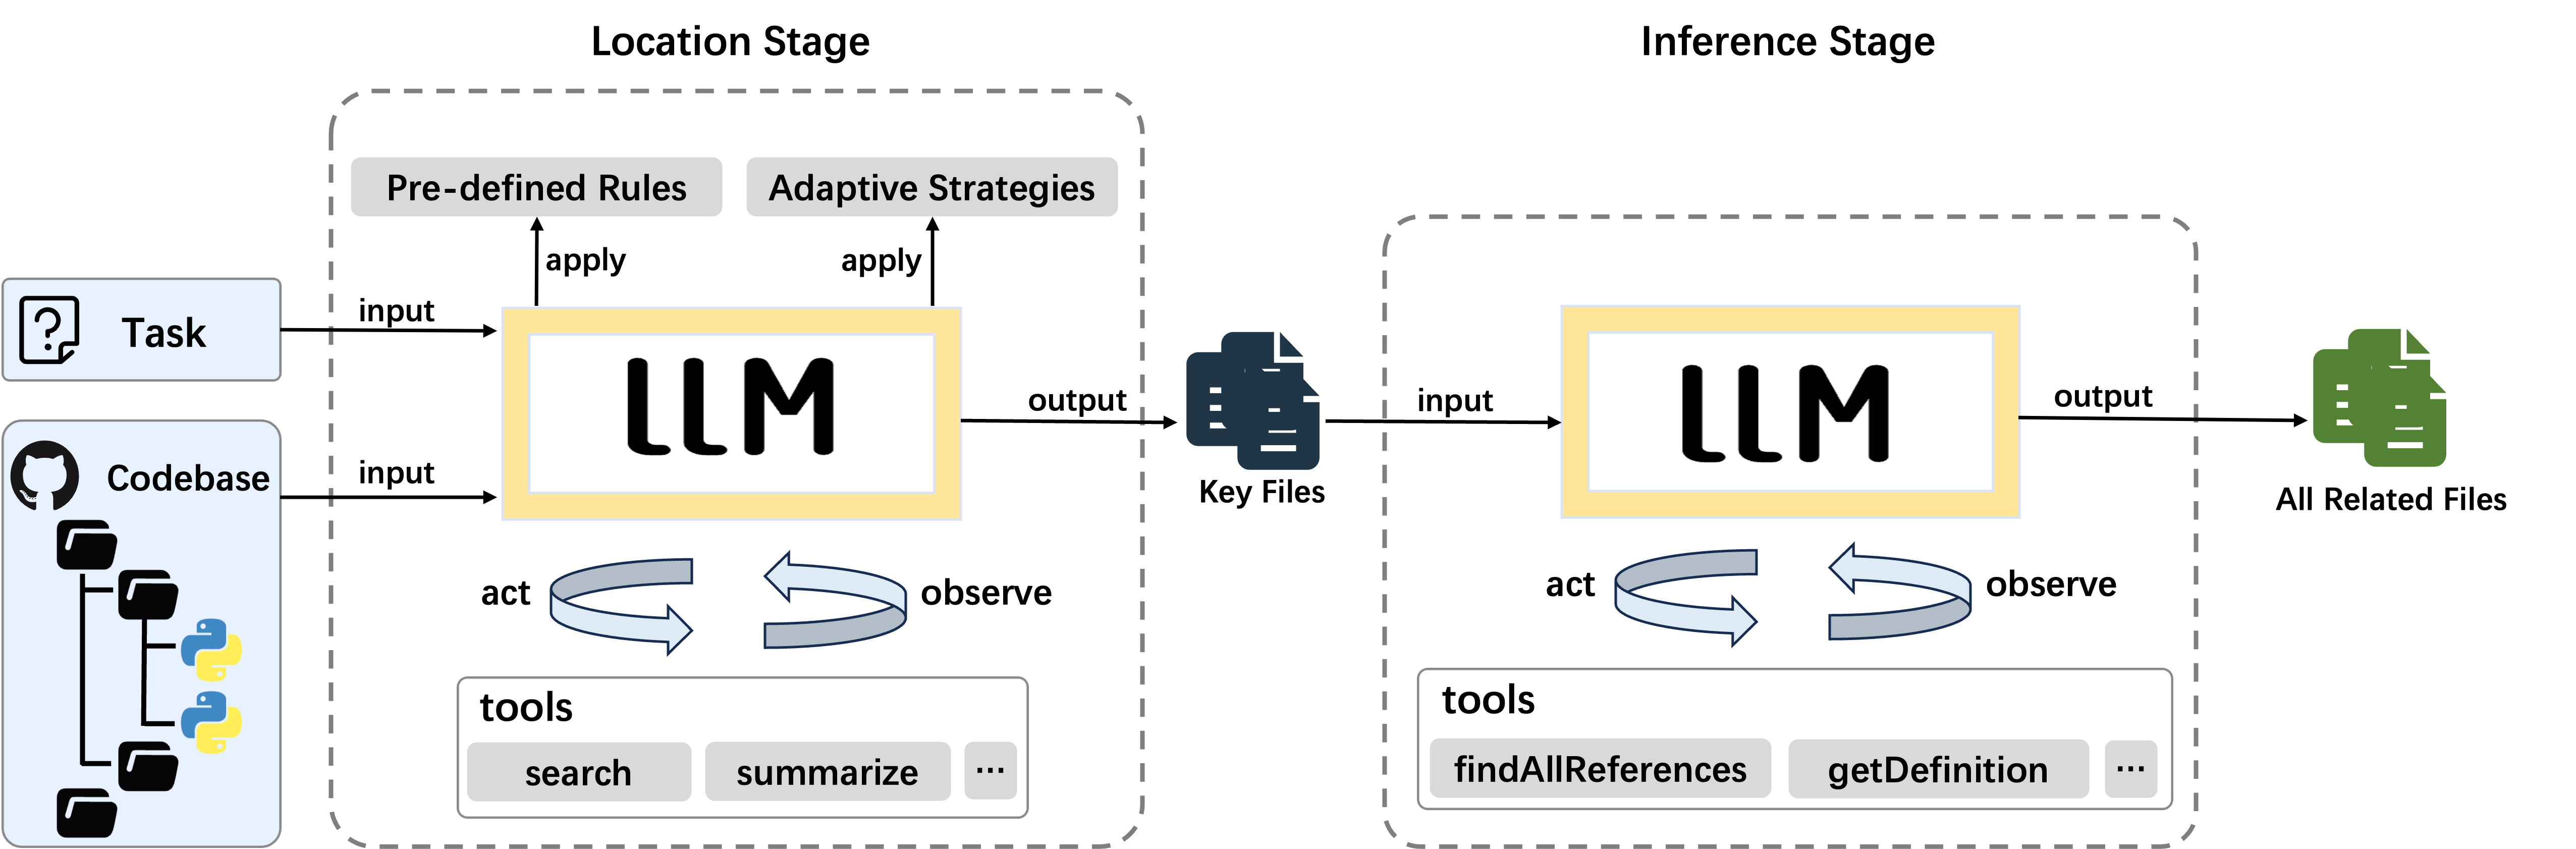 Location Stage
Inference Stage
Pre-defined Rules
Adaptive Strategies
apply
apply
Task
input
Codebase
input
LLM
output
Key Files
input
LLM
output
All Related Files
act
observe
act
observe
tools
search
summarize
...
tools
findAllReferences
getDefinition
...